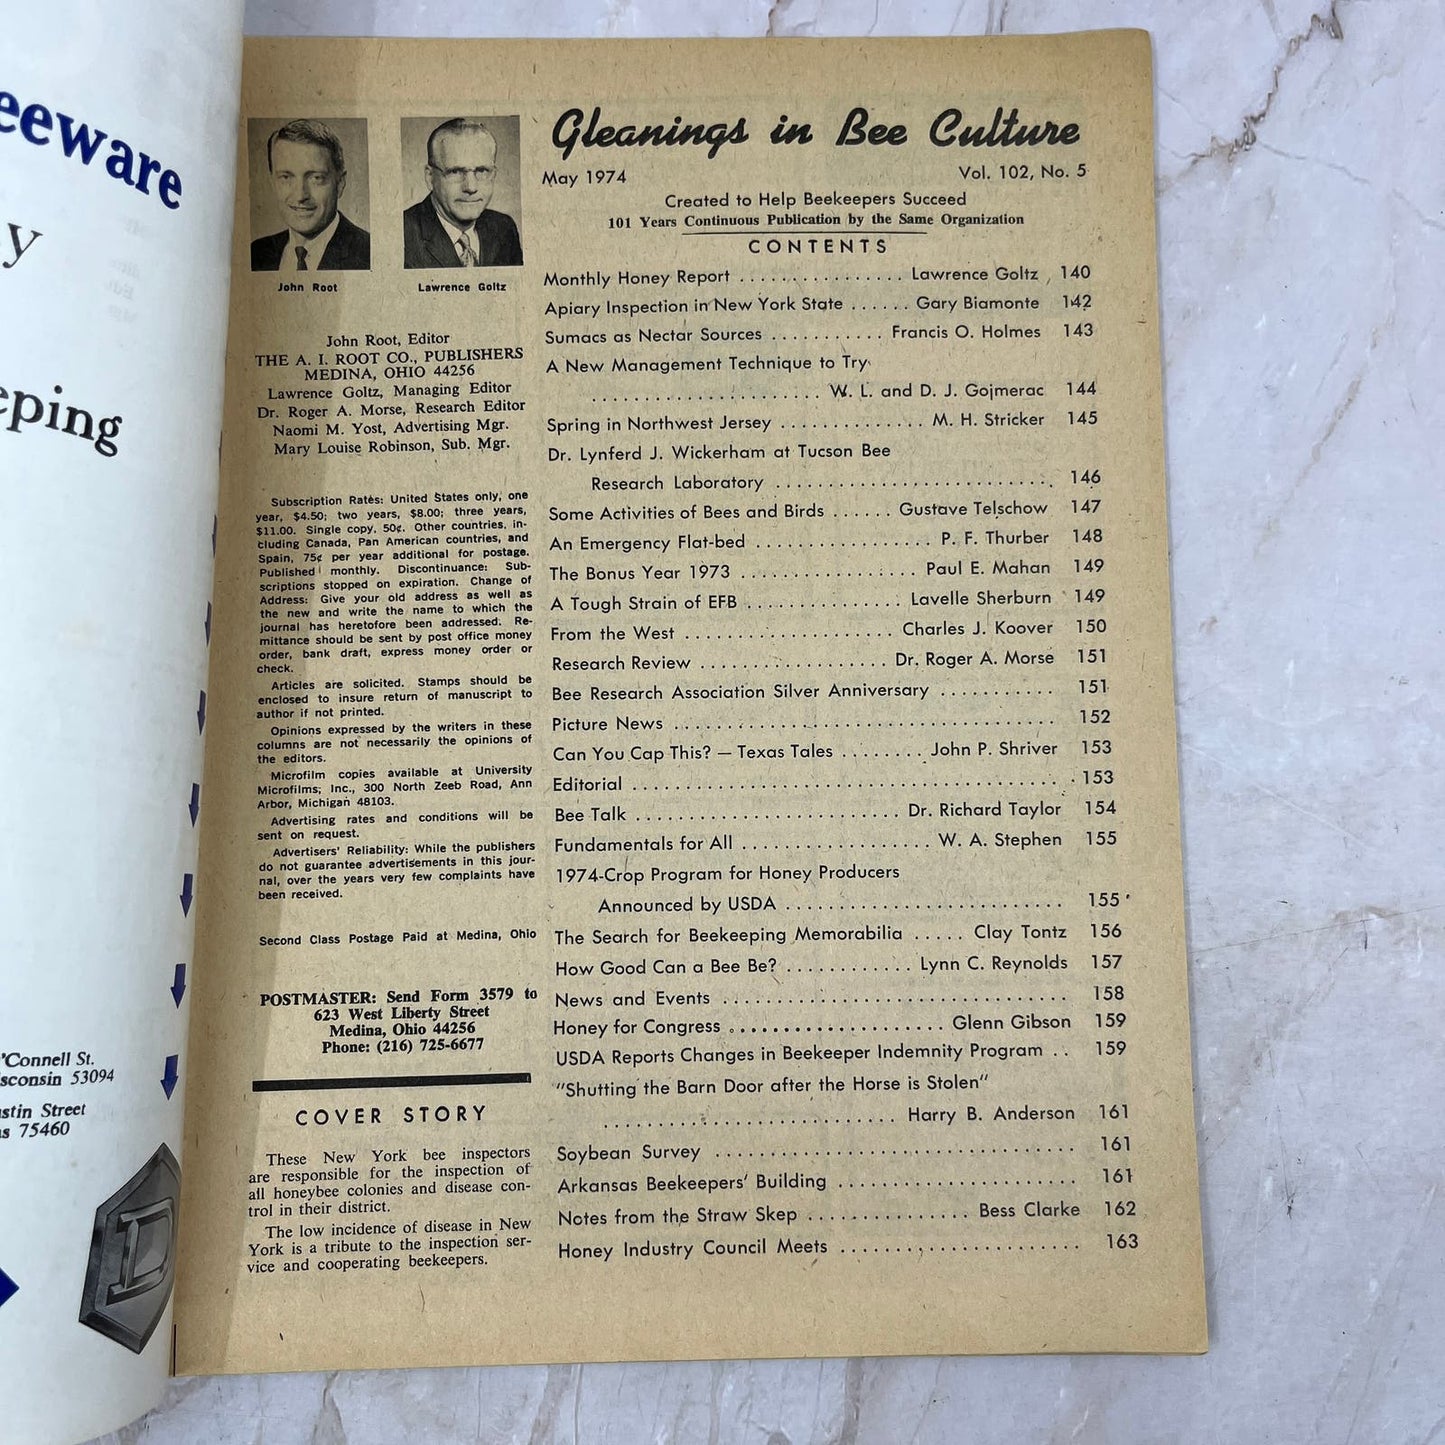 eeware
y
eping
'Connell St.
isconsin 53094
ustin Street
as 75460
D
John Root
Lawrence Goltz
John Root, Editor
THE A. I. ROOT CO., PUBLISHERS
MEDINA, OHIO 44256
Lawrence Goltz, Managing Editor
Dr. Roger A. Morse, Research Editor
Naomi M. Yost, Advertising Mgr.
Mary Louise Robinson, Sub. Mgr.
Subscription Rates: United States only, one
year, $4.50; two years, $8.00; three years,
$11.00. Single copy, 50¢. Other countries, in-
cluding Canada, Pan American countries, and
Spain, 75¢ per year additional for postage.
Published monthly. Discontinuance: Sub-
scriptions stopped on expiration. Change of
Address: Give your old address as well as
the new and write the name to which the
journal has heretofore been addressed. Re-
mittance should be sent by post office money
order, bank draft, express money order or
check.
Articles are solicited. Stamps should be
enclosed to insure return of manuscript to
author if not printed.
Opinions expressed by the writers in these
columns are not necessarily the opinions of
the editors.
Microfilm copies available at University
Microfilms; Inc., 300 North Zeeb Road, Ann
Arbor, Michigan 48103.
Advertising rates and conditions will be
sent on request.
Advertisers' Reliability: While the publishers
do not guarantee advertisements in this jour-
nal, over the years very few complaints have
been received.
Second Class Postage Paid at Medina, Ohio
POSTMASTER: Send Form 3579 to
623 West Liberty Street
Medina, Ohio 44256
Phone: (216) 725-6677
COVER STORY
These New York bee inspectors
are responsible for the inspection of
all honeybee colonies and disease con-
trol in their district.
The low incidence of disease in New
York is a tribute to the inspection ser-
vice and cooperating beekeepers.
Gleanings in Bee Culture
May 1974 Vol. 102, No. 5
Created to Help Beekeepers Succeed
101 Years Continuous Publication by the Same Organization
CONTENTS
Monthly Honey Report ................ Lawrence Goltz 140
Apiary Inspection in New York State ...... Gary Biamonte 142
Sumacs as Nectar Sources ........... Francis O. Holmes 143
A New Management Technique to Try
....................... W. L. and D. J. Gojmerac 144
Spring in Northwest Jersey .............. M. H. Stricker 145
Dr. Lynferd J. Wickerham at Tucson Bee
Research Laboratory ........................... 146
Some Activities of Bees and Birds ...... Gustave Telschow 147
An Emergency Flat-bed ................. P. F. Thurber 148
The Bonus Year 1973 ................. Paul E. Mahan 149
A Tough Strain of EFB ............... Lavelle Sherburn 149
From the West .................... Charles J. Koover 150
Research Review .................. Dr. Roger A. Morse 151
Bee Research Association Silver Anniversary ........... 151
Picture News ..................................... 152
Can You Cap This? — Texas Tales ........ John P. Shriver 153
Editorial ......................................... 153
Bee Talk ......................... Dr. Richard Taylor 154
Fundamentals for All .................. W. A. Stephen 155
1974-Crop Program for Honey Producers
Announced by USDA .......................... 155
The Search for Beekeeping Memorabilia ..... Clay Tontz 156
How Good Can a Bee Be? ............ Lynn C. Reynolds 157
News and Events ................................. 158
Honey for Congress .................... Glenn Gibson 159
USDA Reports Changes in Beekeeper Indemnity Program .. 159
"Shutting the Barn Door after the Horse is Stolen"
........................... Harry B. Anderson 161
Soybean Survey .................................. 161
Arkansas Beekeepers' Building ....................... 161
Notes from the Straw Skep ............... Bess Clarke 162
Honey Industry Council Meets ....................... 163